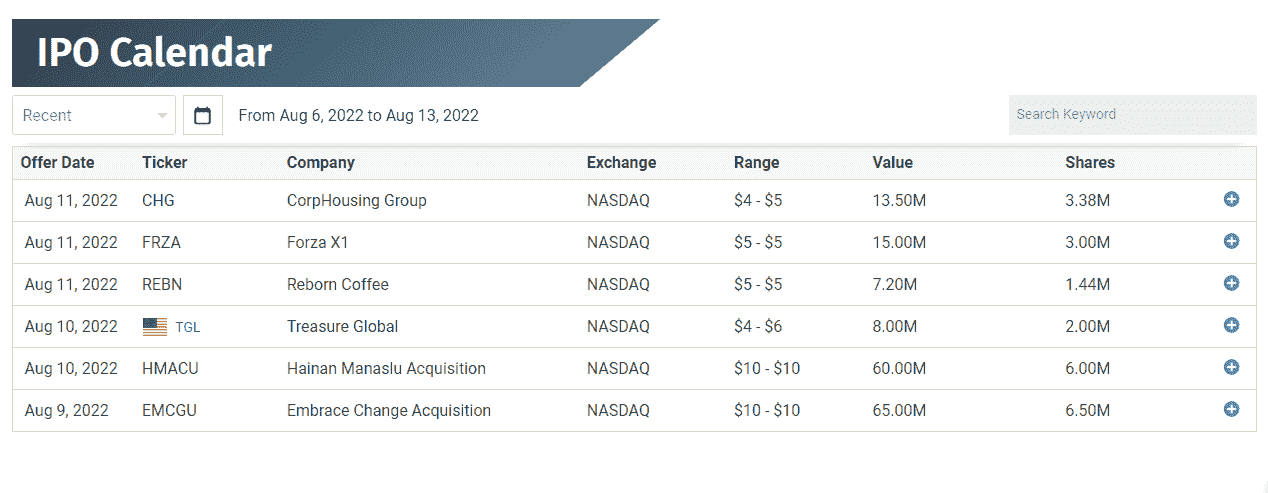 IPO Calendar
Recent From Aug 6, 2022 to Aug 13, 2022 Search Keyword
Offer Date Ticker Company Exchange Range Value Shares
Aug 11, 2022 CHG CorpHousing Group NASDAQ $4 - $5 13.50M 3.38M
Aug 11, 2022 FRZA Forza X1 NASDAQ $5 - $5 15.00M 3.00M
Aug 11, 2022 REBN Reborn Coffee NASDAQ $5 - $5 7.20M 1.44M
Aug 10, 2022 TGL Treasure Global NASDAQ $4 - $6 8.00M 2.00M
Aug 10, 2022 HMACU Hainan Manaslu Acquisition NASDAQ $10 - $10 60.00M 6.00M
Aug 9, 2022 EMCGU Embrace Change Acquisition NASDAQ $10 - $10 65.00M 6.50M